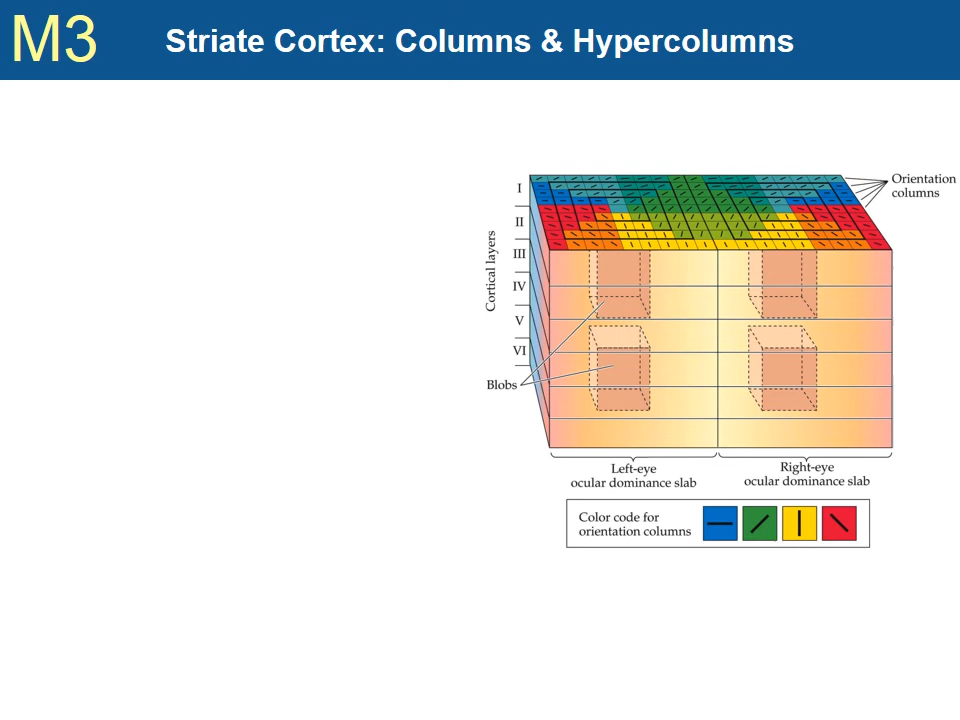 M3
Striate Cortex: Columns & Hypercolumns
Orientation
columns
Cortical layers
I
II
III
IV
V
VI
Blobs
Left-eye
ocular dominance slab
Right-eye
ocular dominance slab
Color code for
orientation columns